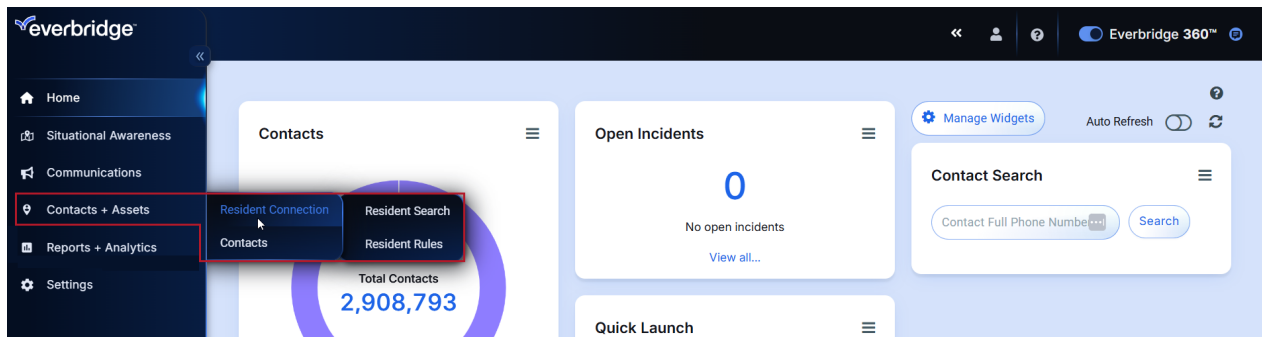 everbridge™
Everbridge 360™
Home
Situational Awareness
Communications
Contacts + Assets
Reports + Analytics
Settings
Resident Connection
Contacts
Resident Search
Resident Rules
Contacts
Total Contacts
2,908,793
Open Incidents
0
No open incidents
View all...
Quick Launch
Manage Widgets
Auto Refresh
Contact Search
Contact Full Phone Numbe
Search